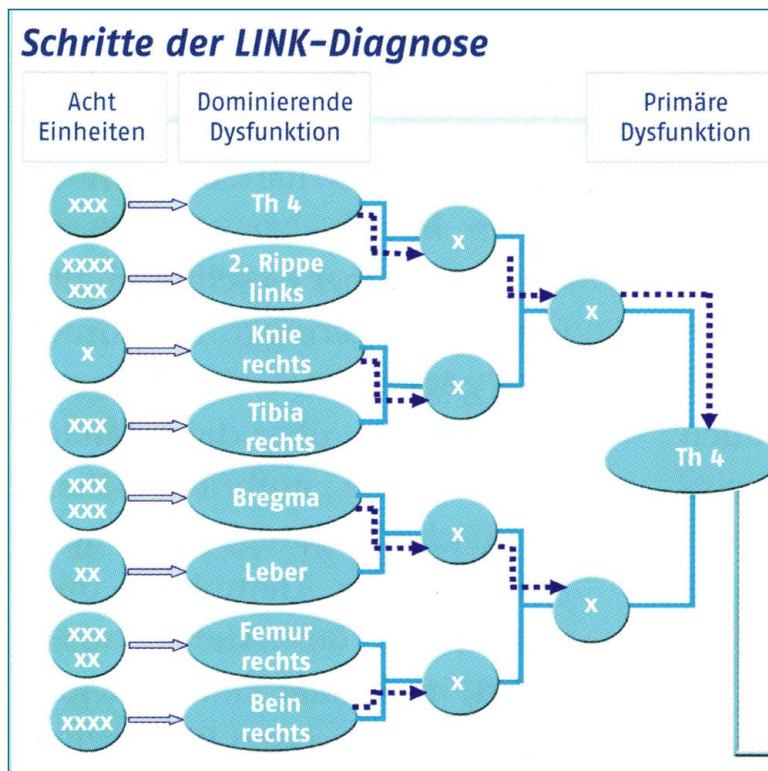 Schritte der LINK-Diagnose
Acht
Einheiten
Dominierende
Dysfunktion
Primäre
Dysfunktion
xxx
Th 4
x
xxxx
xxx
2. Rippe
links
x
x
Knie
rechts
x
xxx
Tibia
rechts
Th 4
xxx
xxx
Bregma
x
xx
Leber
x
xxx
xx
Femur
rechts
x
xxxx
Bein
rechts